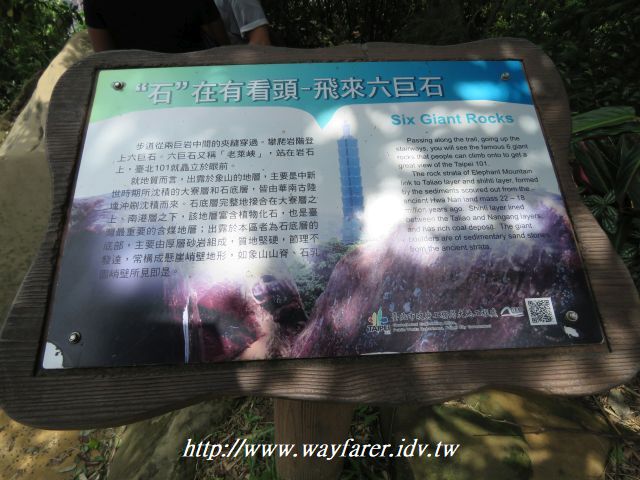 “石”在有看頭-飛來六巨石
步道從兩巨岩中間的夾縫穿過。攀爬岩階登
上六巨石。六巨石又稱「老萊峽」，站在岩石
上，臺北101就矗立於眼前。
就地質而言，出露於象山的地層，主要是中新
世時期所沈積的大寮層和石底層，皆由華南古陸
塊沖刷沈積而來。石底層完整地接合在大寮層之
上、南港層之下，該地層富含植物化石，也是臺
灣最重要的含煤地層；出露於本區者為石底層的
底部，主要由厚層砂岩組成，質地堅硬，節理不
發達，常構成懸崖峭壁地形，如象山山脊、石乳
園峭壁所見即是。
Six Giant Rocks
Passing along the trail, going up the
stairways, you will see the famous 6 giant
rocks that people can climb onto to get a
great view of the Taipei 101.
The rock strata of Elephant Mountain
link to Taliao layer and shihti layer, formed
by the sediments scoured out from the
ancient Hwa Nan land mass 22 – 18
million years ago. Shihti layer lined
between the Taliao and Nangang layers,
and has rich coal deposit. The giant
boulders are of sedimentary sand stones
from the ancient strata.
TAIPEI
臺北市政府工務局大地工程處
Geotechnical Engineering Office
Public Works Department, Taipei City Government
http://www.wayfarer.idv.tw